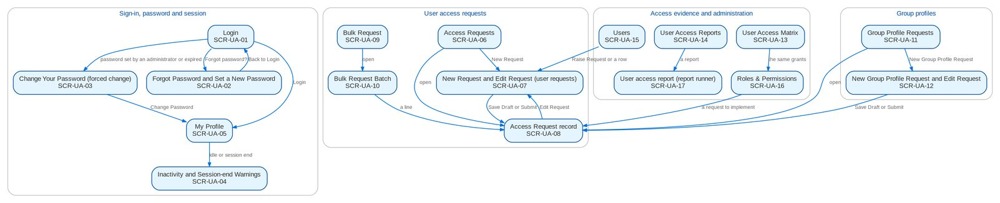 Sign-in, password and session
Login
SCR-UA-01
password set by an administrator or expired
Forgot password?
Back to Login
Login
Change Your Password (forced change)
SCR-UA-03
Forgot Password and Set a New Password
SCR-UA-02
Change Password
My Profile
SCR-UA-05
idle or session end
Inactivity and Session-end Warnings
SCR-UA-04
User access requests
Bulk Request
SCR-UA-09
Access Requests
SCR-UA-06
open
New Request
Bulk Request Batch
SCR-UA-10
open
New Request and Edit Request (user requests)
SCR-UA-07
a line
Save Draft or Submit
Edit Request
Access Request record
SCR-UA-08
Access evidence and administration
Users
SCR-UA-15
User Access Reports
SCR-UA-14
User Access Matrix
SCR-UA-13
Raise Request or a row
a report
the same grants
User access report (report runner)
SCR-UA-17
Roles & Permissions
SCR-UA-16
a request to implement
Group profiles
Group Profile Requests
SCR-UA-11
New Group Profile Request
open
New Group Profile Request and Edit Request
SCR-UA-12
Save Draft or Submit